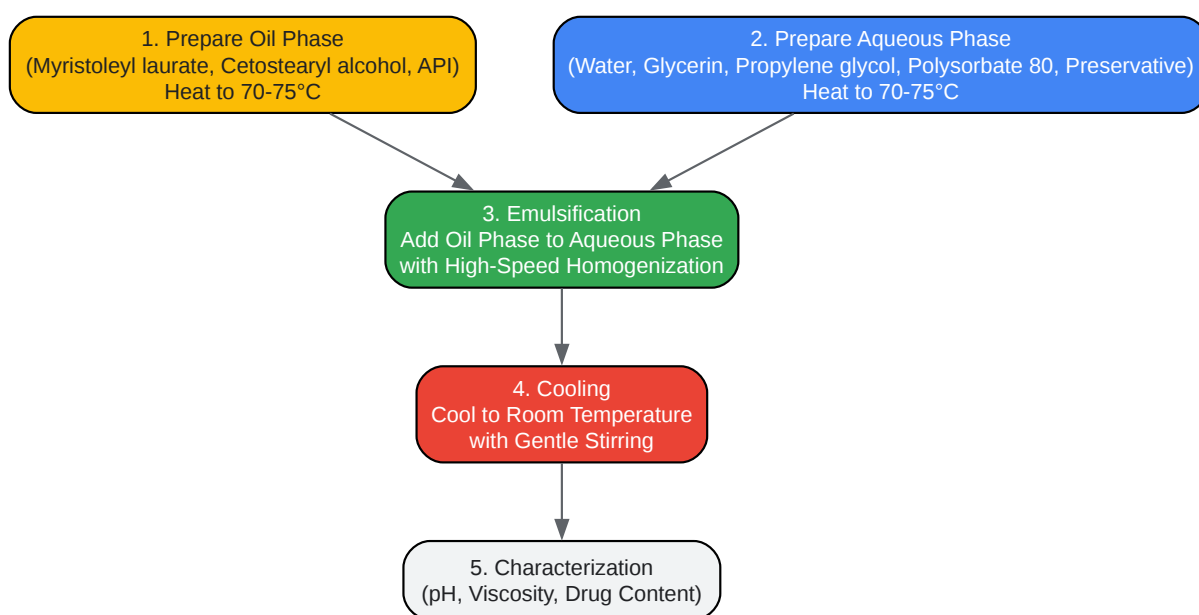 1. Prepare Oil Phase
(Myristoleyl laurate, Cetostearyl alcohol, API)
Heat to 70-75°C
2. Prepare Aqueous Phase
(Water, Glycerin, Propylene glycol, Polysorbate 80, Preservative)
Heat to 70-75°C
3. Emulsification
Add Oil Phase to Aqueous Phase
with High-Speed Homogenization
4. Cooling
Cool to Room Temperature
with Gentle Stirring
5. Characterization
(pH, Viscosity, Drug Content)